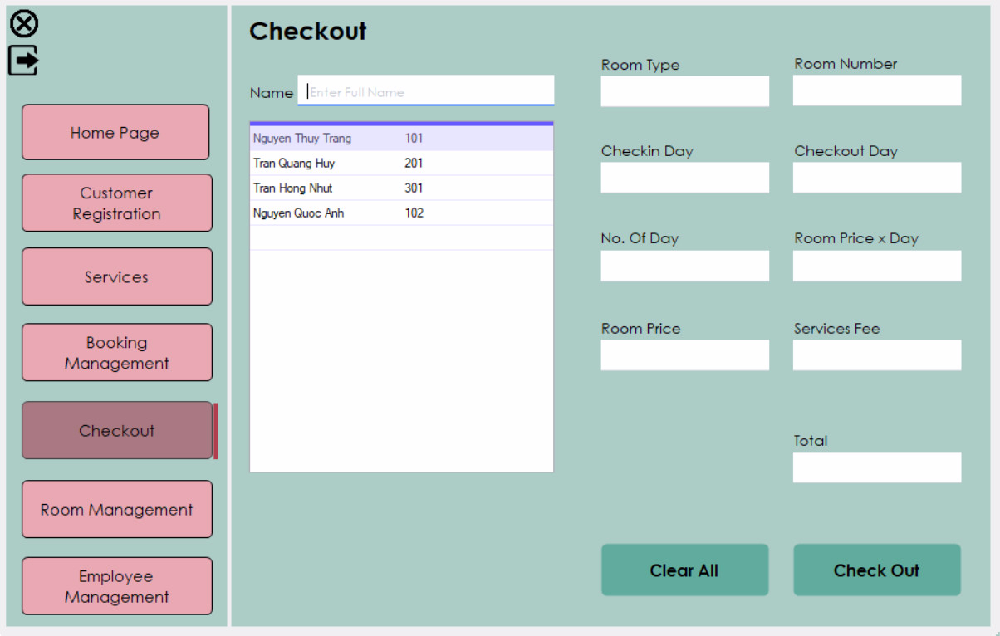 Home Page
Customer
Registration
Services
Booking
Management
Checkout
Room Management
Employee
Management
Checkout
Name Enter Full Name
Nguyen Thuy Trang 101
Tran Quang Huy 201
Tran Hong Nhut 301
Nguyen Quoc Anh 102
Room Type Room Number
Checkin Day Checkout Day
No. Of Day Room Price x Day
Room Price Services Fee
Total
Clear All Check Out